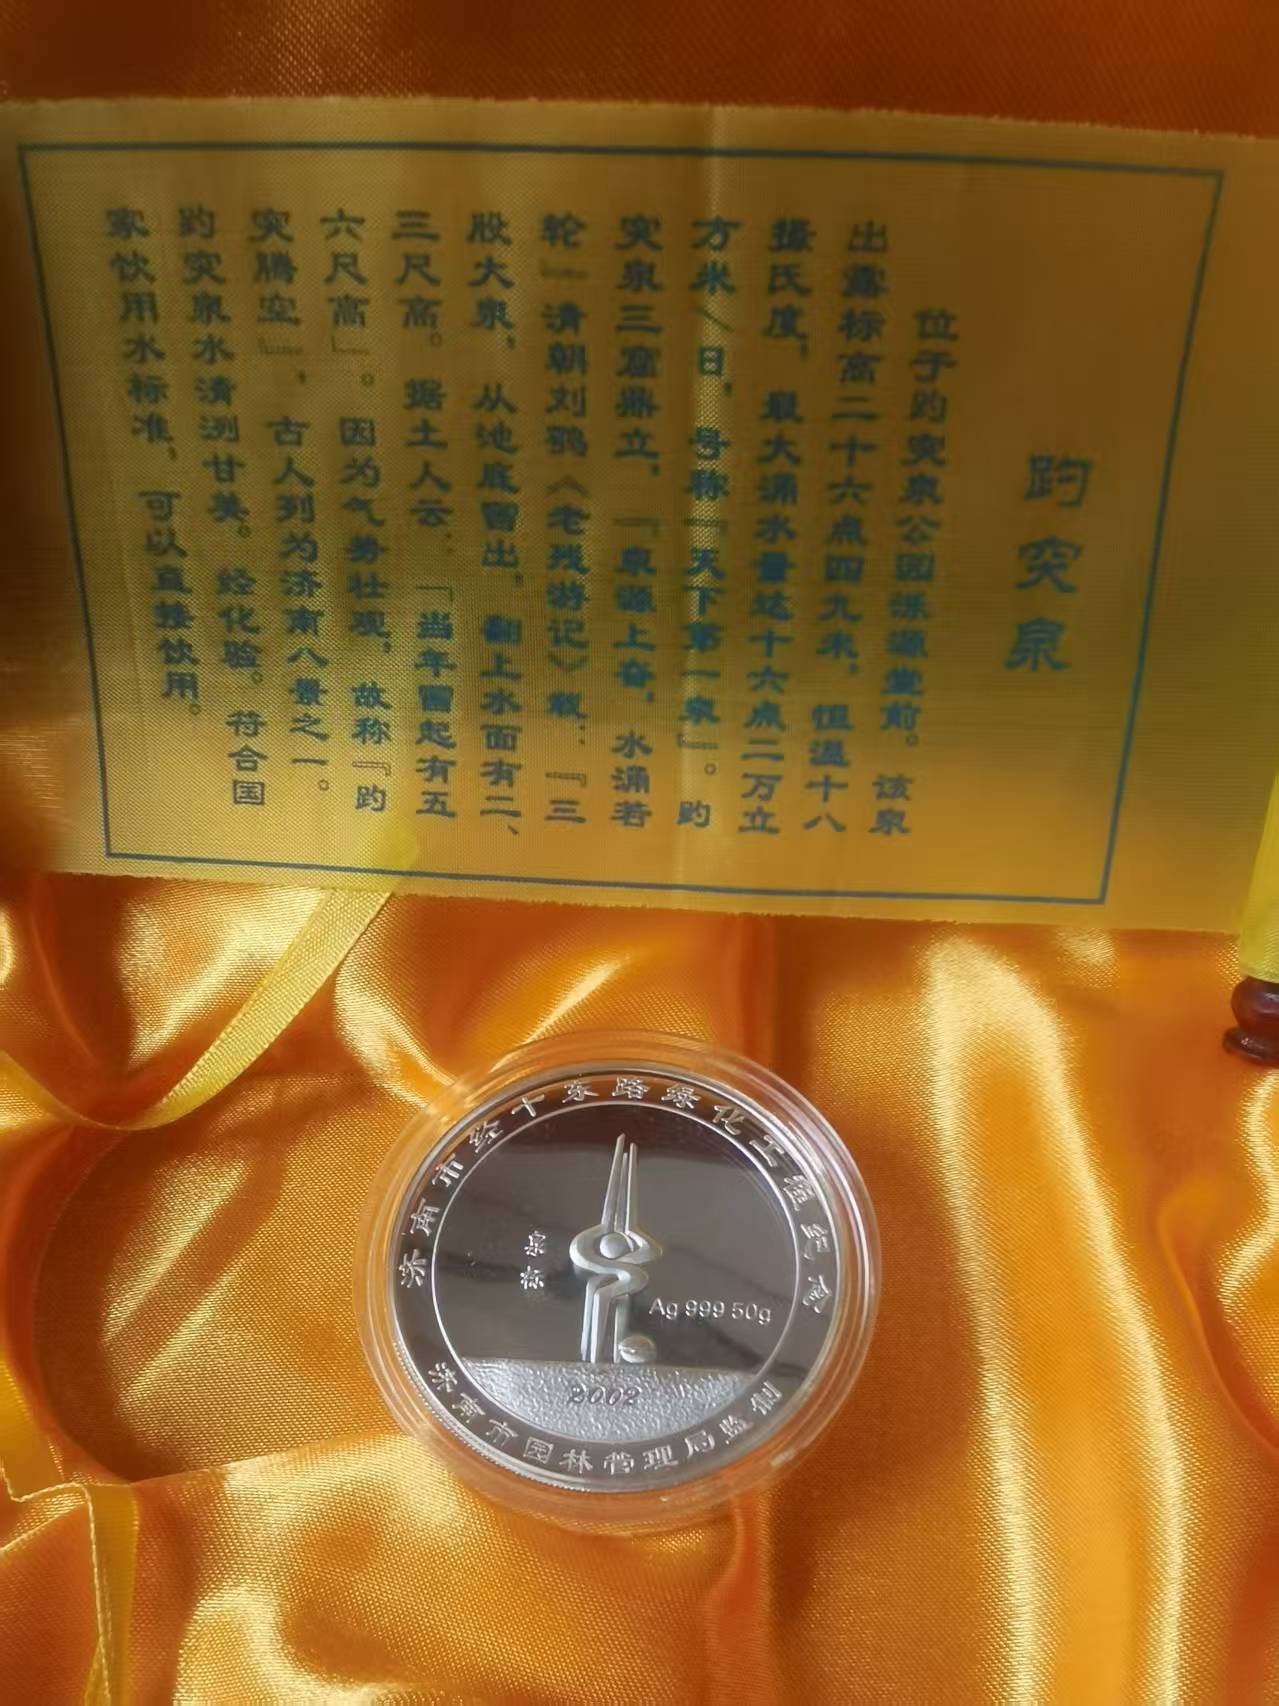 趵突泉
位于趵突泉公园泺源堂前。该泉
出露标高二十六点四九米，恒温十八
摄氏度，最大涌水量达十六点二万立
方米╲日，号称『天下第一泉』。趵
突泉三窟鼎立，『泉源上奋，水涌若
轮』清朝刘鹗《老残游记》载：『三
股大泉，从池底冒出，翻上水面有二、
三尺高。据土人云：「当年冒起有五
六尺高」。因为气势壮观，故称『趵
突腾空』，古人列为济南八景之一。
趵突泉水清洌甘美。经化验。符合国
家饮用水标准，可以直接饮用。
济南市经十东路绿化工程纪念
泉标
Ag 999 50g
2002
济南市园林管理局监制